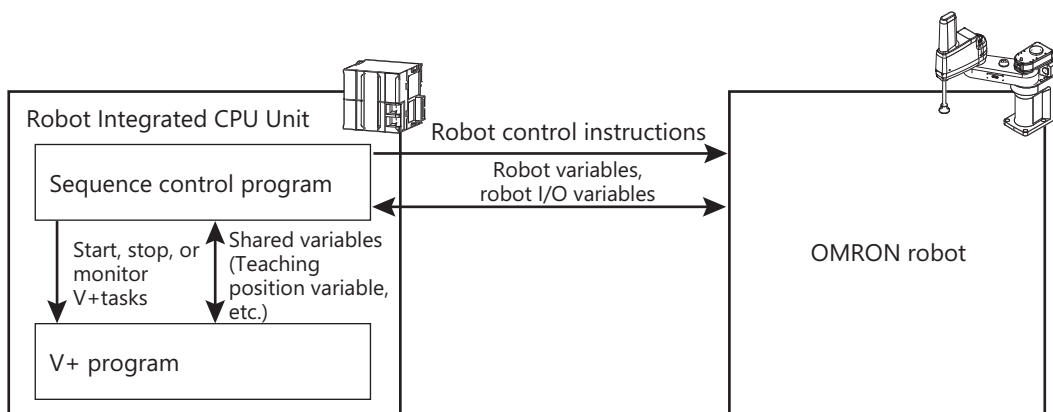 Robot Integrated CPU Unit
Robot control instructions
Sequence control program
Robot variables,
robot I/O variables
Start, stop, or
monitor
V+tasks
Shared variables
(Teaching
position variable,
etc.)
OMRON robot
V+ program